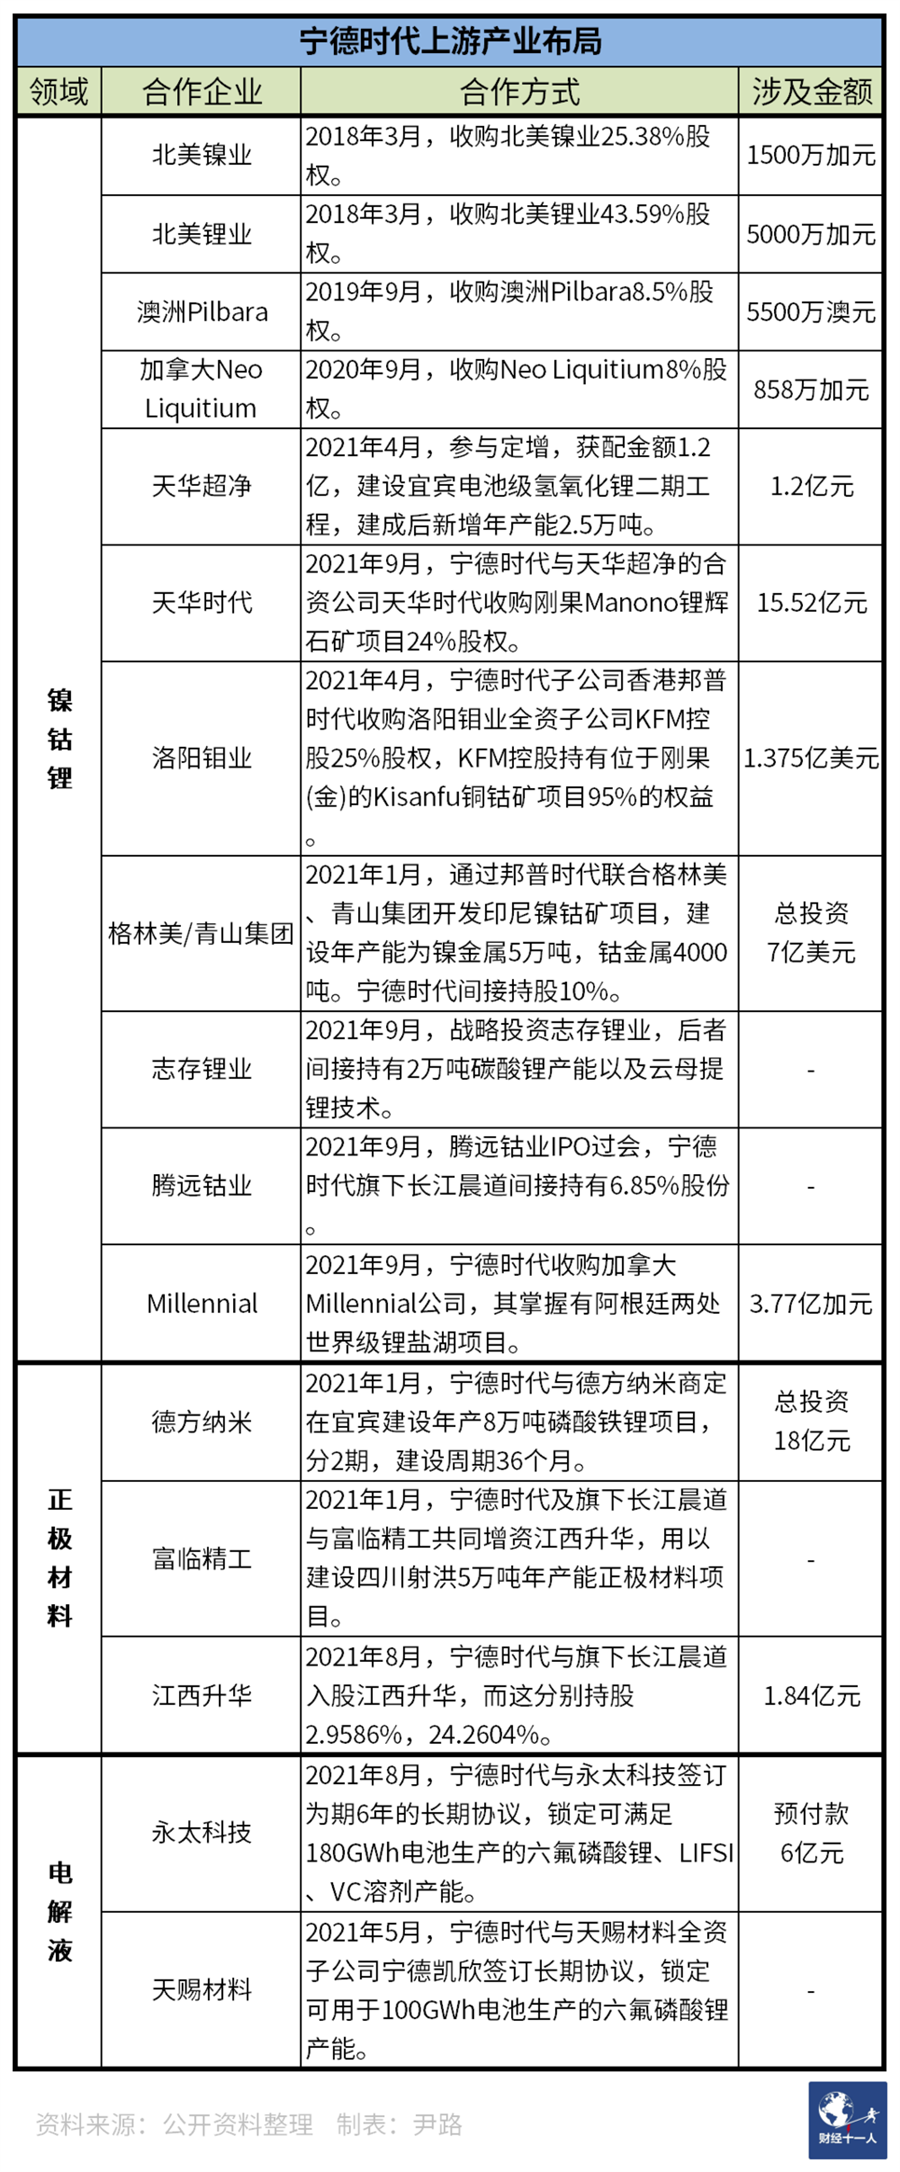 宁德时代上游产业布局
领域 合作企业 合作方式 涉及金额
镍钴锂
北美镍业
2018年3月，收购北美镍业25.38%股
权。
1500万加元
北美锂业
2018年3月，收购北美锂业43.59%股
权。
5000万加元
澳洲Pilbara
2019年9月，收购澳洲Pilbara8.5%股
权。
5500万澳元
加拿大Neo
Liquitium
2020年9月，收购Neo Liquitium8%股
权。
858万加元
天华超净
2021年4月，参与定增，获配金额1.2
亿，建设宜宾电池级氢氧化锂二期工
程，建成后新增年产能2.5万吨。
1.2亿元
天华时代
2021年9月，宁德时代与天华超净的合
资公司天华时代收购刚果Manono锂辉
石矿项目24%股权。
15.52亿元
洛阳钼业
2021年4月，宁德时代子公司香港邦普
时代收购洛阳钼业全资子公司KFM控
股25%股权，KFM控股持有位于刚果
(金)的Kisanfu铜钴矿项目95%的权益
。
1.375亿美元
格林美/青山集团
2021年1月，通过邦普时代联合格林美
、青山集团开发印尼镍钴矿项目，建
设年产能为镍金属5万吨，钴金属4000
吨。宁德时代间接持股10%。
总投资
7亿美元
志存锂业
2021年9月，战略投资志存锂业，后者
间接持有2万吨碳酸锂产能以及云母提
锂技术。
-
腾远钴业
2021年9月，腾远钴业IPO过会，宁德
时代旗下长江晨道间接持有6.85%股份
。
-
Millennial
2021年9月，宁德时代收购加拿大
Millennial公司，其掌握有阿根廷两处
世界级锂盐湖项目。
3.77亿加元
正极材料
德方纳米
2021年1月，宁德时代与德方纳米商定
在宜宾建设年产8万吨磷酸铁锂项目，
分2期，建设周期36个月。
总投资
18亿元
富临精工
2021年1月，宁德时代及旗下长江晨道
与富临精工共同增资江西升华，用以
建设四川射洪5万吨年产能正极材料项
目。
-
江西升华
2021年8月，宁德时代与旗下长江晨道
入股江西升华，而这分别持股
2.9586%，24.2604%。
1.84亿元
电解液
永太科技
2021年8月，宁德时代与永太科技签订
为期6年的长期协议，锁定可满足
180GWh电池生产的六氟磷酸锂、LIFSI
、VC溶剂产能。
预付款
6亿元
天赐材料
2021年5月，宁德时代与天赐材料全资
子公司宁德凯欣签订长期协议，锁定
可用于100GWh电池生产的六氟磷酸锂
产能。
-
资料来源：公开资料整理 制表：尹路
财经十一人